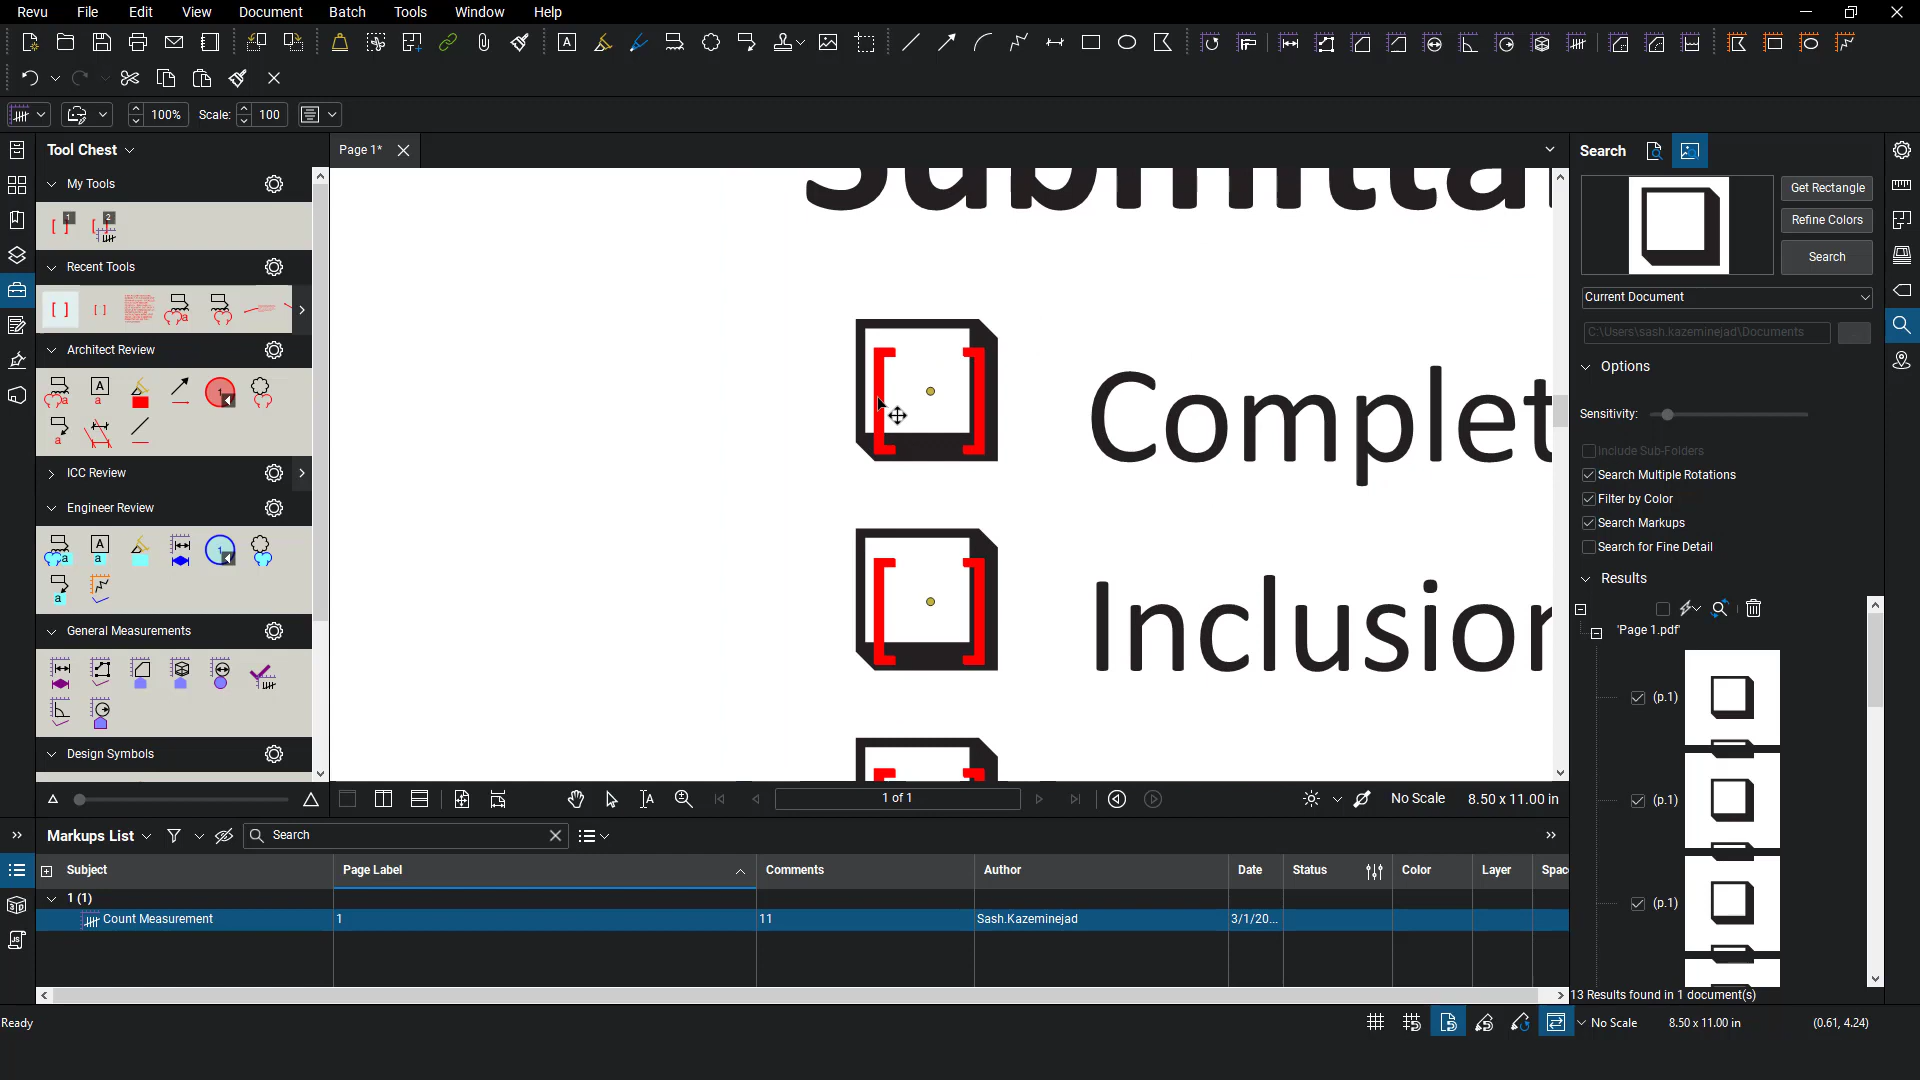 Revu File Edit View Document Batch Tools Window Help
100% Scale: 100
Tool Chest
Page 1*
Search
My Tools
1 2
Get Rectangle
Refine Colors
Search
Recent Tools
Current Document
C:\Users\sash.kazeminejad\Documents
Architect Review
Options
Sensitivity:
Include Sub-Folders
Search Multiple Rotations
Filter by Color
Search Markups
Search for Fine Detail
ICC Review
Engineer Review
General Measurements
Design Symbols
Submittal
Complet
Inclusion
Results
'Page 1.pdf'
(p.1)
(p.1)
(p.1)
13 Results found in 1 document(s)
1 of 1
No Scale 8.50 x 11.00 in
Markups List Search
Subject Page Label Comments Author Date Status Color Layer Spac
1 (1)
Count Measurement 1 11 Sash.Kazeminejad 3/1/20...
Ready
No Scale 8.50 x 11.00 in (0.61, 4.24)